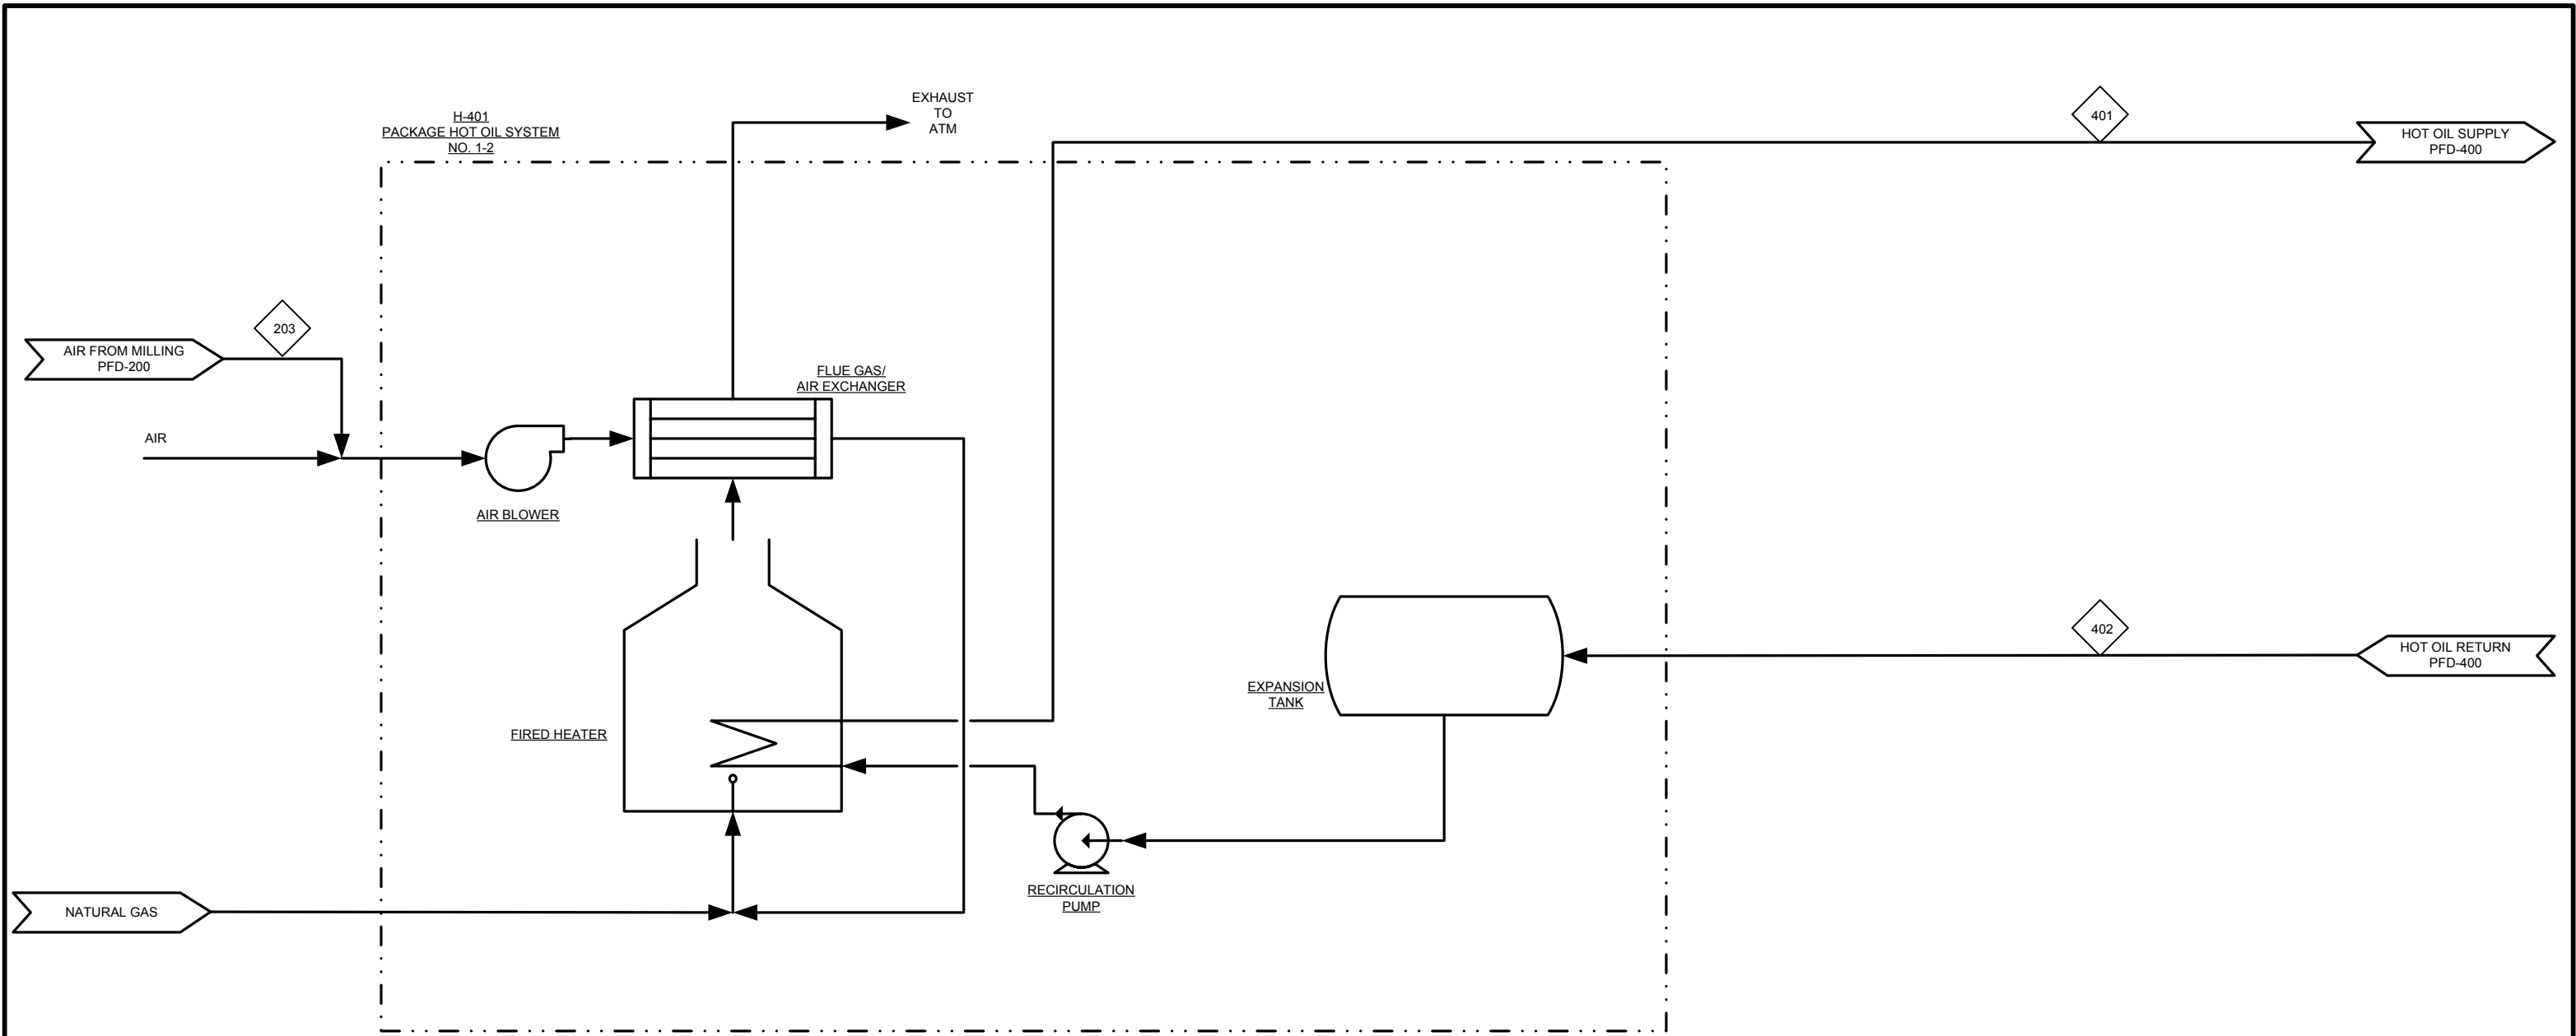 EXHAUST
TO
ATM
H-401
PACKAGE HOT OIL SYSTEM
NO. 1-2
401
HOT OIL SUPPLY
PFD-400
203
AIR FROM MILLING
PFD-200
AIR
FLUE GAS/
AIR EXCHANGER
AIR BLOWER
402
HOT OIL RETURN
PFD-400
EXPANSION
TANK
FIRED HEATER
RECIRCULATION
PUMP
NATURAL GAS